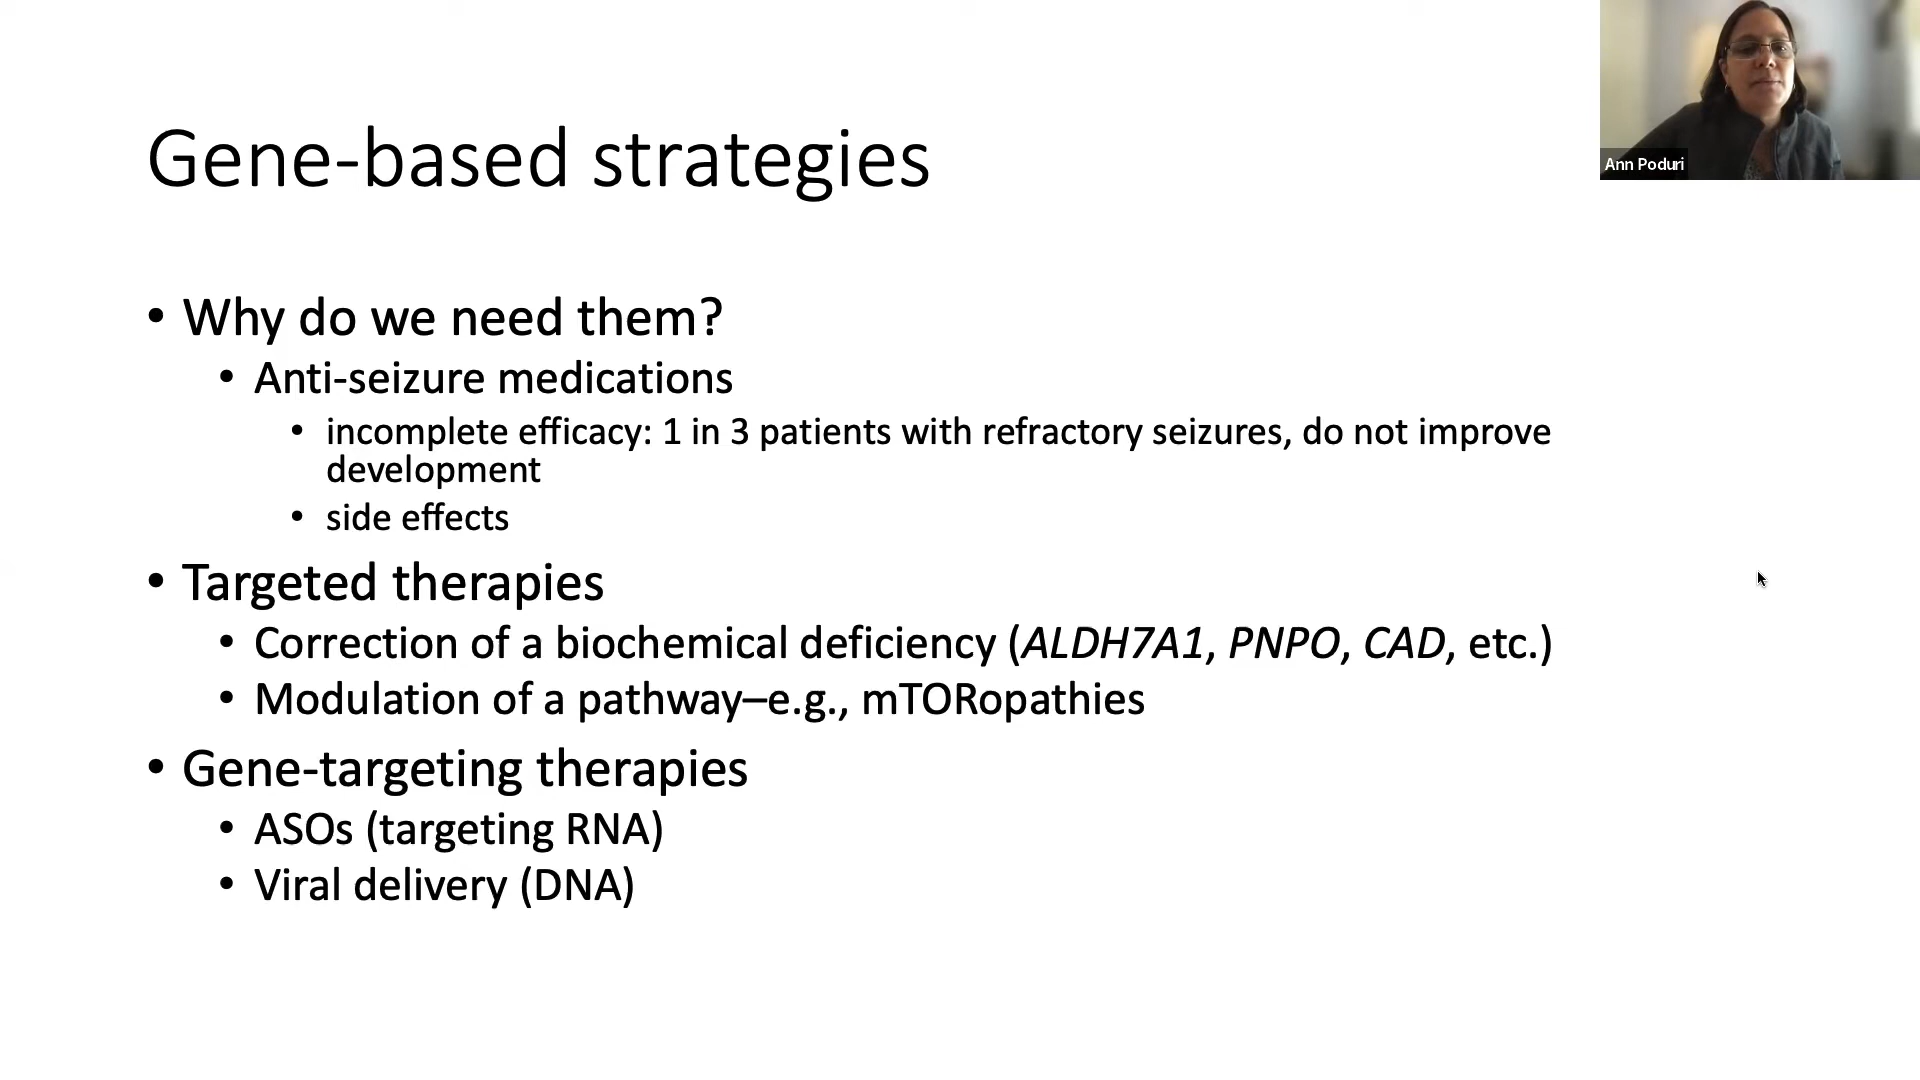 Gene-based strategies
Ann Poduri
• Why do we need them?
• Anti-seizure medications
• incomplete efficacy: 1 in 3 patients with refractory seizures, do not improve
development
• side effects
• Targeted therapies
• Correction of a biochemical deficiency (ALDH7A1, PNPO, CAD, etc.)
• Modulation of a pathway–e.g., mTORopathies
• Gene-targeting therapies
• ASOs (targeting RNA)
• Viral delivery (DNA)